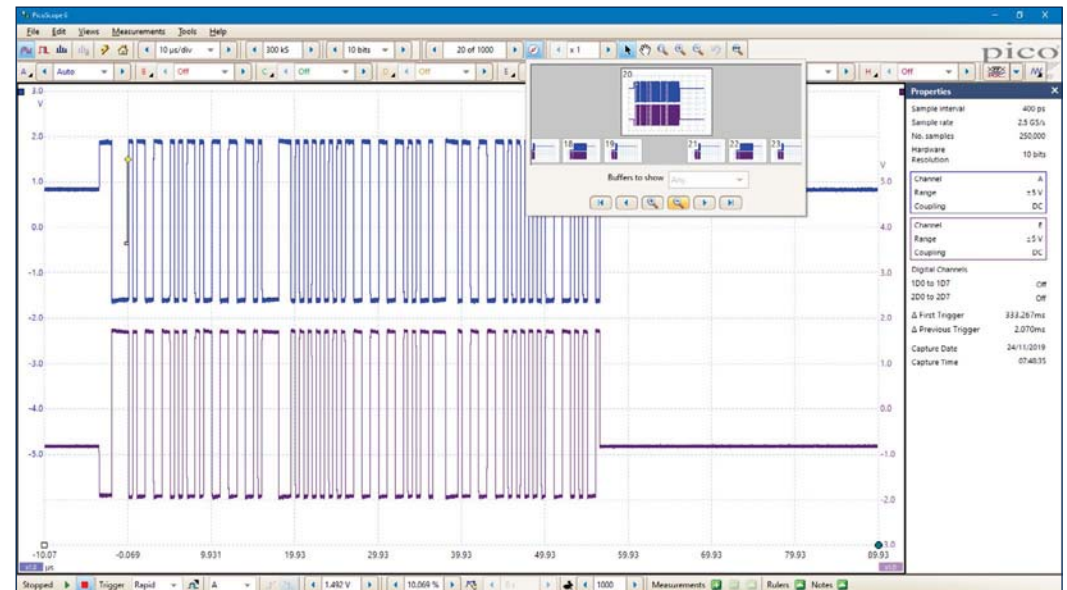 PicoScope 6
File Edit Views Measurements Tools Help
10 µs/div 300 kS 10 bits 20 of 1000 x 1
pico
A Auto B Off C Off D Off E H Off
3.0
V
2.0
1.0
0.0
-1.0
-2.0
-3.0
-4.0
-5.0
20
18 19 21 22 23
Buffers to show Any
V
5.0
4.0
3.0
2.0
1.0
0.0
-1.0
-2.0
-3.0
-10.07 -0.069 9.931 19.93 29.93 39.93 49.93 59.93 69.93 79.93 89.93
x1.0 µs x1.0
Properties
Sample interval 400 ps
Sample rate 2.5 GS/s
No. samples 250,000
Hardware
Resolution 10 bits
Channel A
Range ±5 V
Coupling DC
Channel E
Range ±5 V
Coupling DC
Digital Channels
1D0 to 1D7 Off
2D0 to 2D7 Off
Δ First Trigger 333.267ms
Δ Previous Trigger 2.070ms
Capture Date 24/11/2019
Capture Time 07:40:35
Stopped Trigger Rapid A 1.492 V 10.069 % 1000 Measurements Rulers Notes